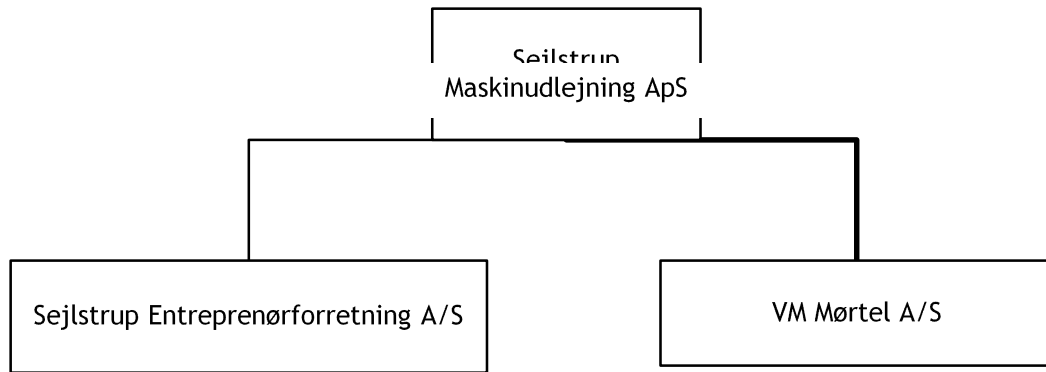 Sejlstrup
Maskinudlejning ApS
Sejlstrup Entreprenørforretning A/S
VM Mørtel A/S